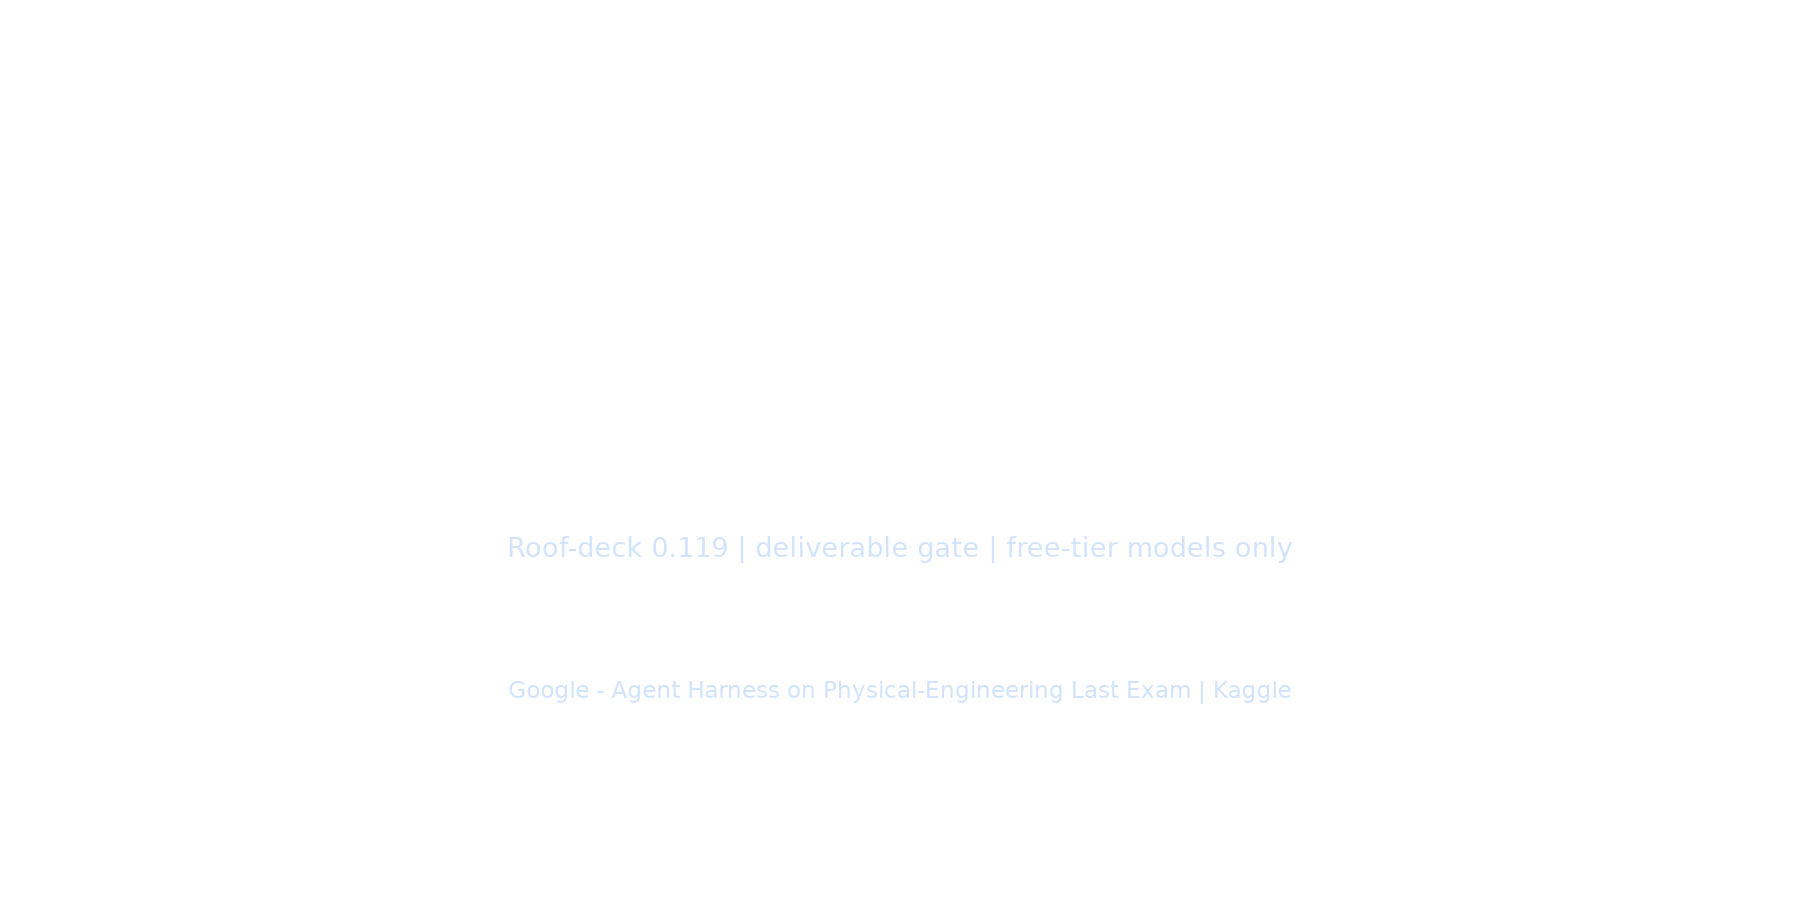 Roof-deck 0.119 | deliverable gate | free-tier models only
Google - Agent Harness on Physical-Engineering Last Exam | Kaggle